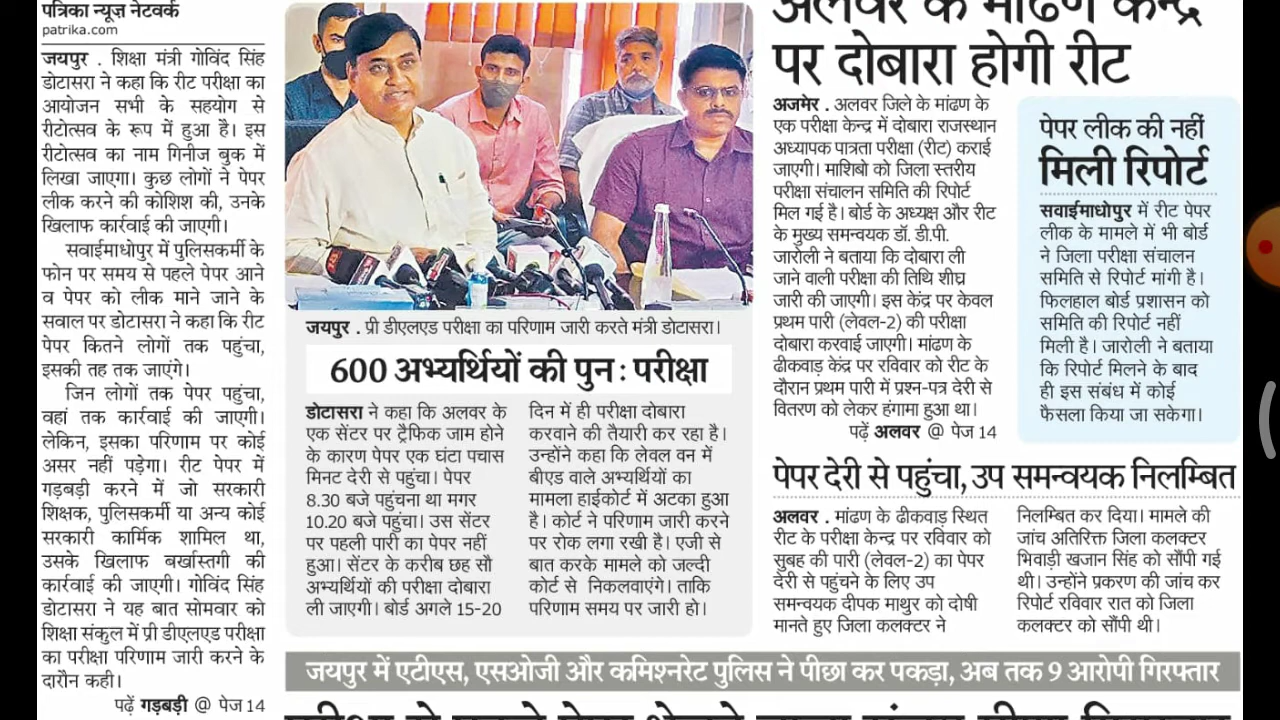 पत्रिका न्यूज़ नेटवर्क
patrika.com
जयपुर . शिक्षा मंत्री गोविंद सिंह
डोटासरा ने कहा कि रीट परीक्षा का
आयोजन सभी के सहयोग से
रीटोत्सव के रूप में हुआ है। इस
रीटोत्सव का नाम गिनीज बुक में
लिखा जाएगा। कुछ लोगों ने पेपर
लीक करने की कोशिश की, उनके
खिलाफ कार्रवाई की जाएगी।
सवाईमाधोपुर में पुलिसकर्मी के
फोन पर समय से पहले पेपर आने
व पेपर को लीक माने जाने के
सवाल पर डोटासरा ने कहा कि रीट
पेपर कितने लोगों तक पहुंचा,
इसकी तह तक जाएंगे।
जिन लोगों तक पेपर पहुंचा,
वहां तक कार्रवाई की जाएगी।
लेकिन, इसका परिणाम पर कोई
असर नहीं पड़ेगा। रीट पेपर में
गड़बड़ी करने में जो सरकारी
शिक्षक, पुलिसकर्मी या अन्य कोई
सरकारी कार्मिक शामिल था,
उसके खिलाफ बर्खास्तगी की
कार्रवाई की जाएगी। गोविंद सिंह
डोटासरा ने यह बात सोमवार को
शिक्षा संकुल में प्री डीएलएड परीक्षा
का परीक्षा परिणाम जारी करने के
दारौन कही।
पढ़ें गड़बड़ी @ पेज 14
जयपुर . प्री डीएलएड परीक्षा का परिणाम जारी करते मंत्री डोटासरा।
600 अभ्यर्थियों की पुन: परीक्षा
डोटासरा ने कहा कि अलवर के
एक सेंटर पर ट्रैफिक जाम होने
के कारण पेपर एक घंटा पचास
मिनट देरी से पहुंचा। पेपर
8.30 बजे पहुंचना था मगर
10.20 बजे पहुंचा। उस सेंटर
पर पहली पारी का पेपर नहीं
हुआ। सेंटर के करीब छह सौ
अभ्यर्थियों की परीक्षा दोबारा
ली जाएगी। बोर्ड अगले 15-20
दिन में ही परीक्षा दोबारा
करवाने की तैयारी कर रहा है।
उन्होंने कहा कि लेवल वन में
बीएड वाले अभ्यर्थियों का
मामला हाईकोर्ट में अटका हुआ
है। कोर्ट ने परिणाम जारी करने
पर रोक लगा रखी है। एजी से
बात करके मामले को जल्दी
कोर्ट से निकलवाएंगे। ताकि
परिणाम समय पर जारी हो।
अलवर के मांढण केन्द्र
पर दोबारा होगी रीट
अजमेर . अलवर जिले के मांढण के
एक परीक्षा केन्द्र में दोबारा राजस्थान
अध्यापक पात्रता परीक्षा (रीट) कराई
जाएगी। माशिबो को जिला स्तरीय
परीक्षा संचालन समिति की रिपोर्ट
मिल गई है। बोर्ड के अध्यक्ष और रीट
के मुख्य समन्वयक डॉ. डी.पी.
जारोली ने बताया कि दोबारा ली
जाने वाली परीक्षा की तिथि शीघ्र
जारी की जाएगी। इस केंद्र पर केवल
प्रथम पारी (लेवल-2) की परीक्षा
दोबारा करवाई जाएगी। मांढण के
ढीकवाड़ केंद्र पर रविवार को रीट के
दौरान प्रथम पारी में प्रश्न-पत्र देरी से
वितरण को लेकर हंगामा हुआ था।
पढ़ें अलवर @ पेज 14
पेपर लीक की नहीं
मिली रिपोर्ट
सवाईमाधोपुर में रीट पेपर
लीक के मामले में भी बोर्ड
ने जिला परीक्षा संचालन
समिति से रिपोर्ट मांगी है।
फिलहाल बोर्ड प्रशासन को
समिति की रिपोर्ट नहीं
मिली है। जारोली ने बताया
कि रिपोर्ट मिलने के बाद
ही इस संबंध में कोई
फैसला किया जा सकेगा।
पेपर देरी से पहुंचा, उप समन्वयक निलम्बित
अलवर . मांढण के ढीकवाड़ स्थित
रीट के परीक्षा केन्द्र पर रविवार को
सुबह की पारी (लेवल-2) का पेपर
देरी से पहुंचने के लिए उप
समन्वयक दीपक माथुर को दोषी
मानते हुए जिला कलक्टर ने
निलम्बित कर दिया। मामले की
जांच अतिरिक्त जिला कलक्टर
भिवाड़ी खजान सिंह को सौंपी गई
थी। उन्होंने प्रकरण की जांच कर
रिपोर्ट रविवार रात को जिला
कलक्टर को सौंपी थी।
जयपुर में एटीएस, एसओजी और कमिश्नरेट पुलिस ने पीछा कर पकड़ा, अब तक 9 आरोपी गिरफ्तार